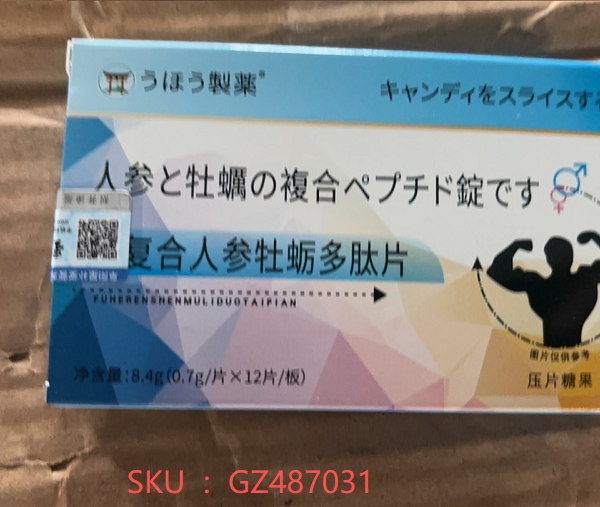 うほう製薬®
キャンディをスライスする
人参と牡蠣の複合ペプチド錠です
复合人参牡蛎多肽片
FUHERENSHENMULIDUOTAIPIAN
图片仅供参考
净含量:8.4g(0.7g/片×12片/板)
压片糖果
SKU : GZ487031